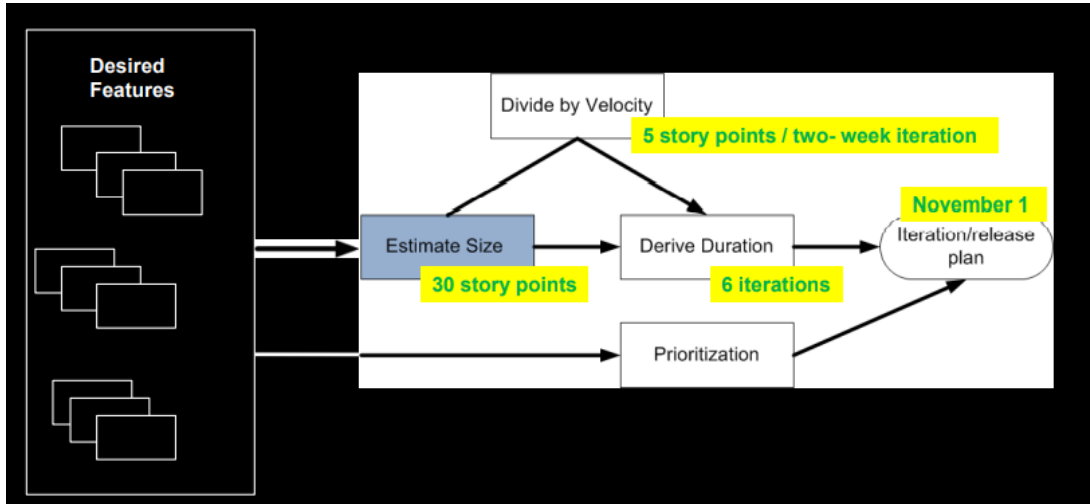 Desired
Features
Divide by Velocity
5 story points / two- week iteration
November 1
Estimate Size
Derive Duration
Iteration/release
plan
30 story points
6 iterations
Prioritization